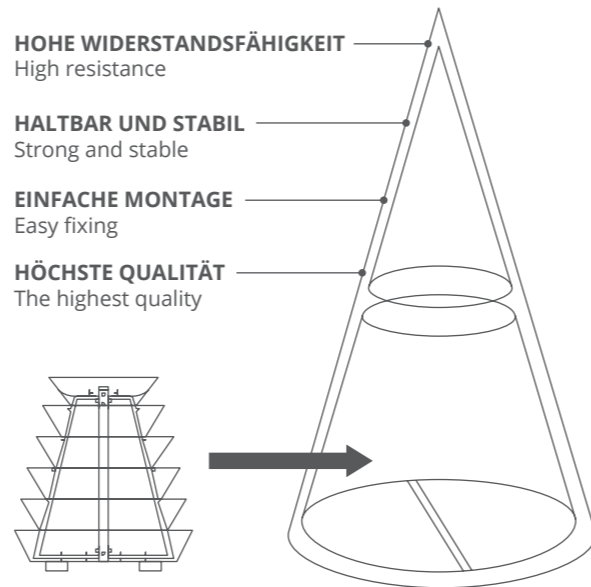 HOHE WIDERSTANDSFÄHIGKEIT
High resistance
HALTBAR UND STABIL
Strong and stable
EINFACHE MONTAGE
Easy fixing
HÖCHSTE QUALITÄT
The highest quality